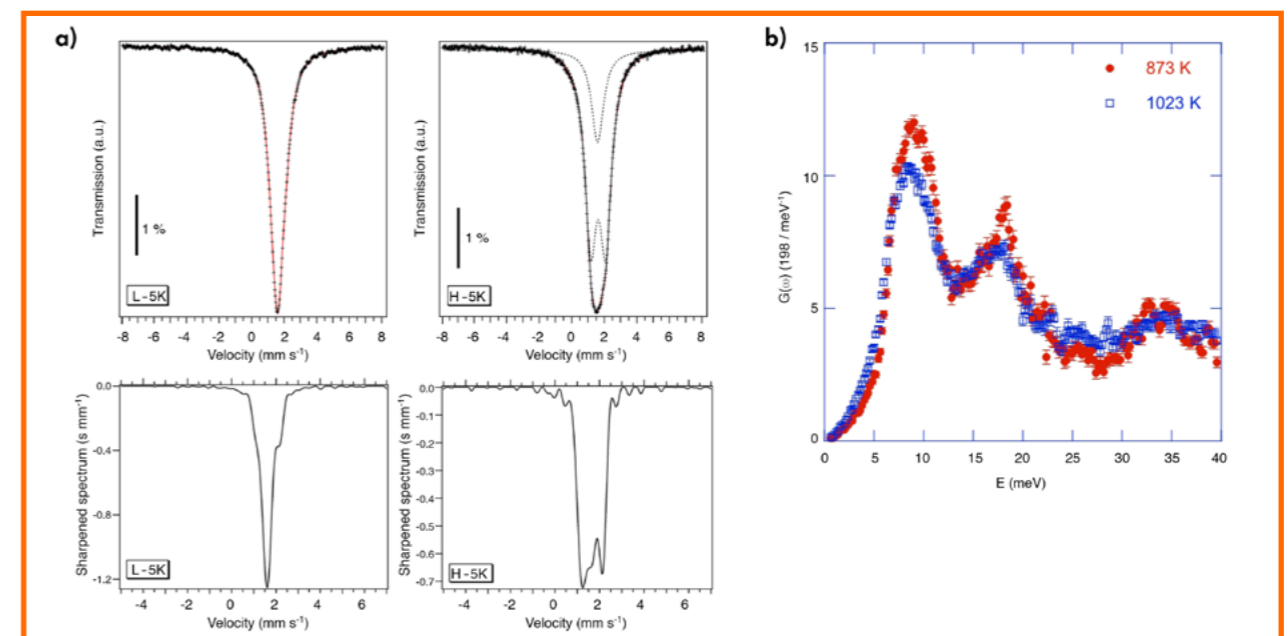 a)
Transmission (a.u.)
1 %
L-5K
-8 -6 -4 -2 0 2 4 6 8
Velocity (mm s⁻¹)
Transmission (a.u.)
1 %
H-5K
-8 -6 -4 -2 0 2 4 6 8
Velocity (mm s⁻¹)
Sharpened spectrum (s mm⁻¹)
0.0
-0.4
-0.8
-1.2
L-5K
-4 -2 0 2 4 6
Velocity (mm s⁻¹)
Sharpened spectrum (s mm⁻¹)
0.0
-0.1
-0.2
-0.3
-0.4
-0.5
-0.6
-0.7
H-5K
-4 -2 0 2 4 6
Velocity (mm s⁻¹)
b)
G(ω) (198 / meV⁻¹)
15
10
5
0
873 K
1023 K
0 5 10 15 20 25 30 35 40
E (meV)